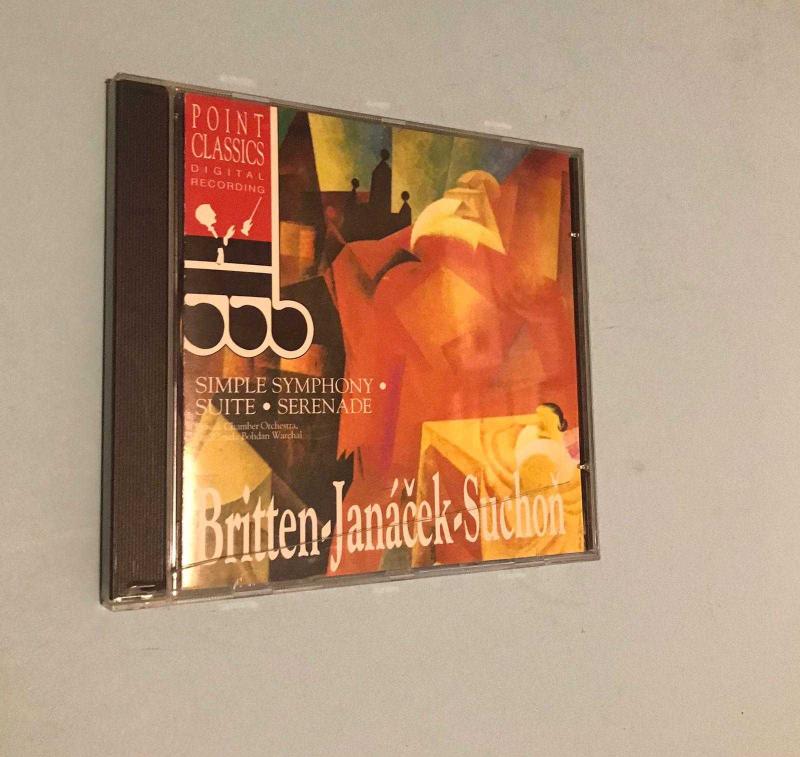 POINT
CLASSICS
DIGITAL
RECORDING
SIMPLE SYMPHONY •
SUITE • SERENADE
Chamber Orchestra,
Bohdan Warchal
Britten-Janáček-Suchoň